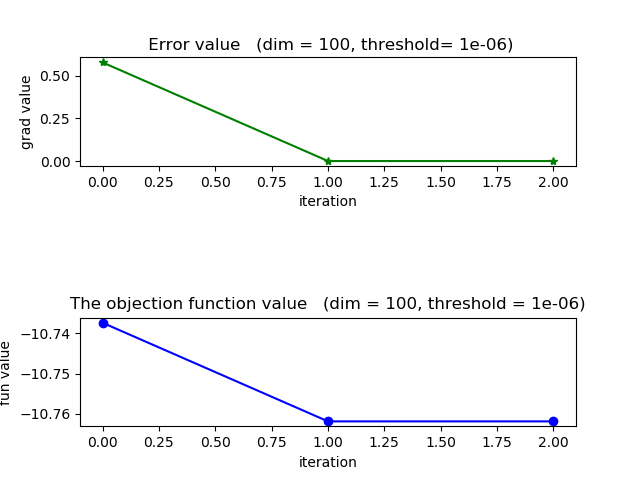 Error value   (dim = 100, threshold= 1e-06)
grad value
0.50
0.25
0.00
0.00 0.25 0.50 0.75 1.00 1.25 1.50 1.75 2.00
iteration
The objection function value   (dim = 100, threshold = 1e-06)
fun value
−10.74
−10.75
−10.76
0.00 0.25 0.50 0.75 1.00 1.25 1.50 1.75 2.00
iteration